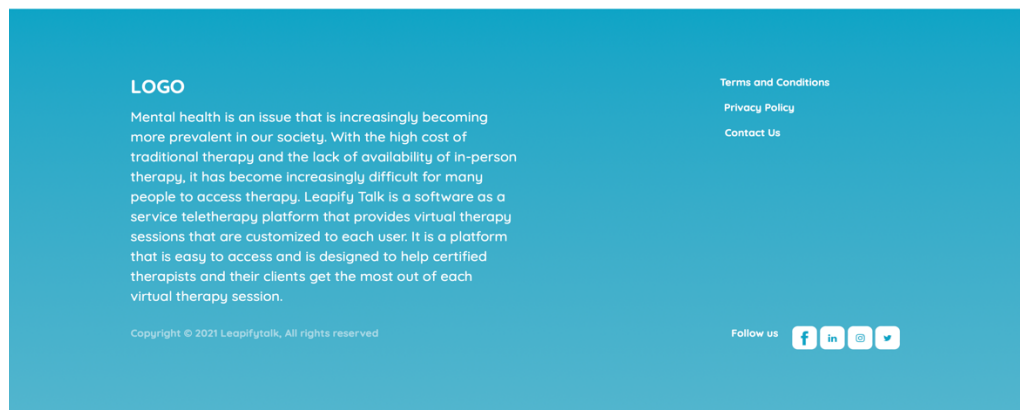 LOGO
Mental health is an issue that is increasingly becoming
more prevalent in our society. With the high cost of
traditional therapy and the lack of availability of in-person
therapy, it has become increasingly difficult for many
people to access therapy. Leapify Talk is a software as a
service teletherapy platform that provides virtual therapy
sessions that are customized to each user. It is a platform
that is easy to access and is designed to help certified
therapists and their clients get the most out of each
virtual therapy session.
Copyright © 2021 Leapifytalk, All rights reserved
Terms and Conditions
Privacy Policy
Contact Us
Follow us